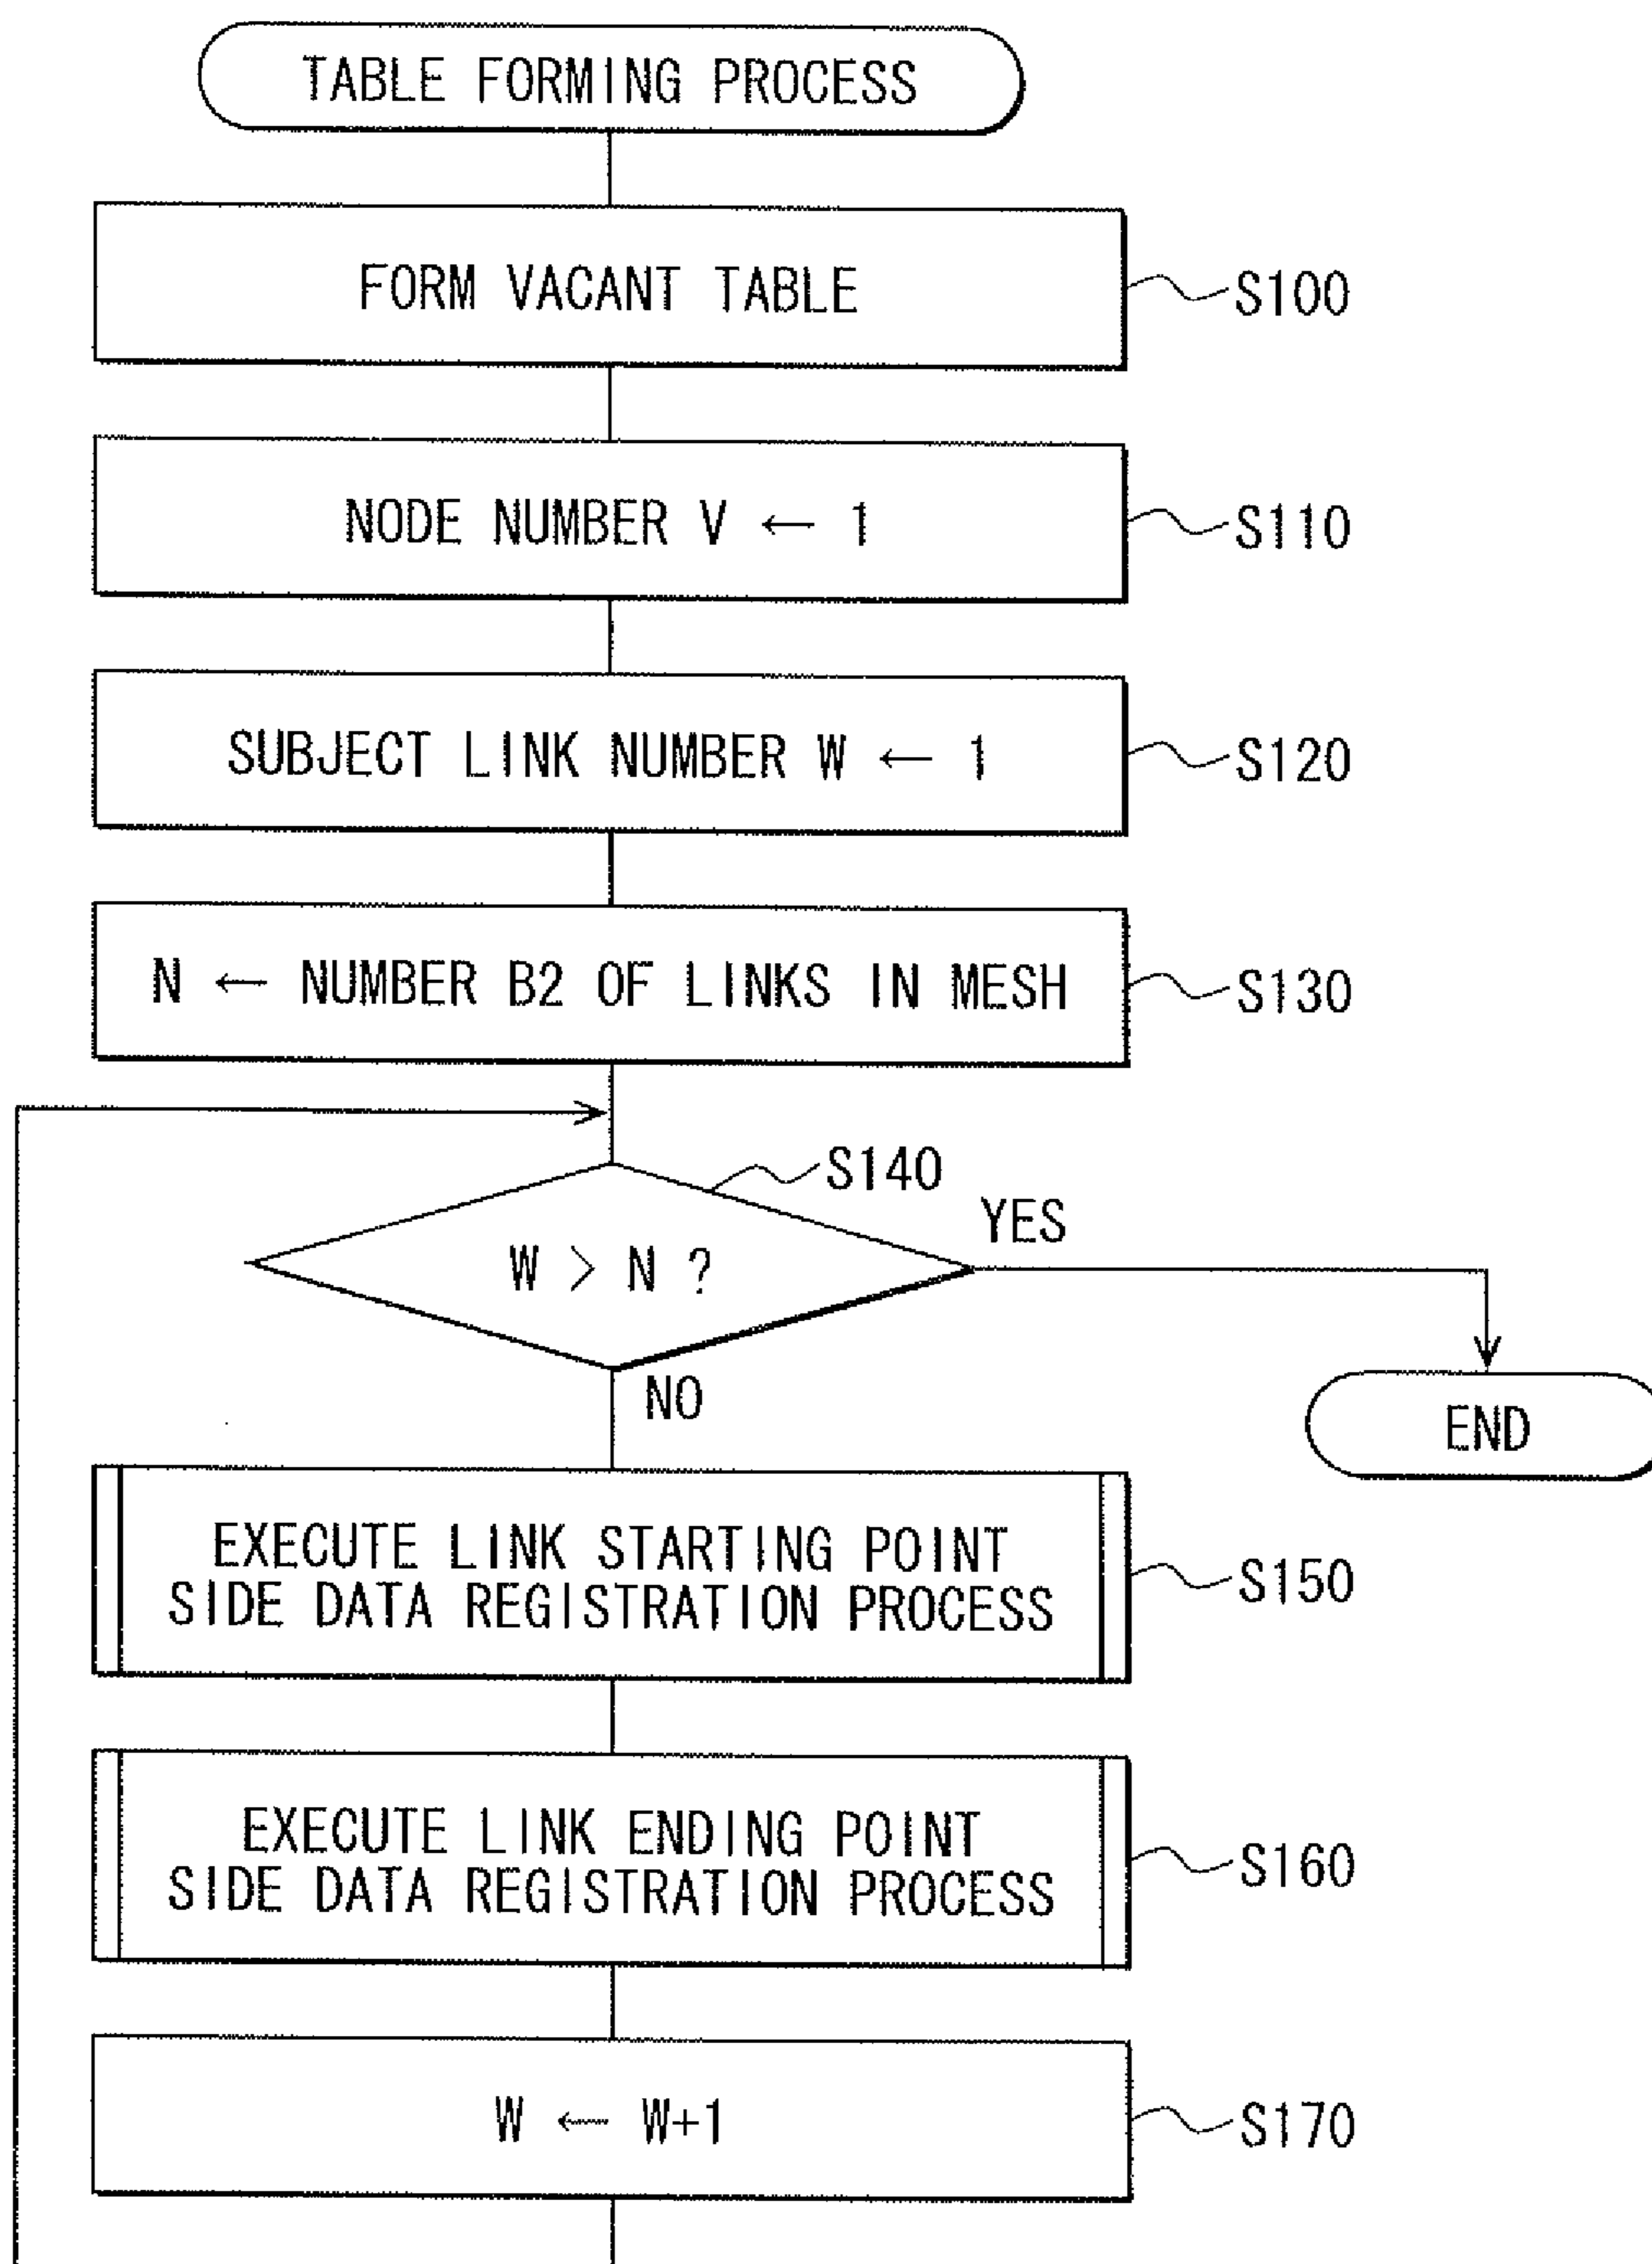 TABLE FORMING PROCESS
FORM VACANT TABLE
S100
NODE NUMBER V ← 1
S110
SUBJECT LINK NUMBER W ← 1
S120
N ← NUMBER B2 OF LINKS IN MESH
S130
S140
W > N ?
YES
NO
END
EXECUTE LINK STARTING POINT
SIDE DATA REGISTRATION PROCESS
S150
EXECUTE LINK ENDING POINT
SIDE DATA REGISTRATION PROCESS
S160
W ← W+1
S170